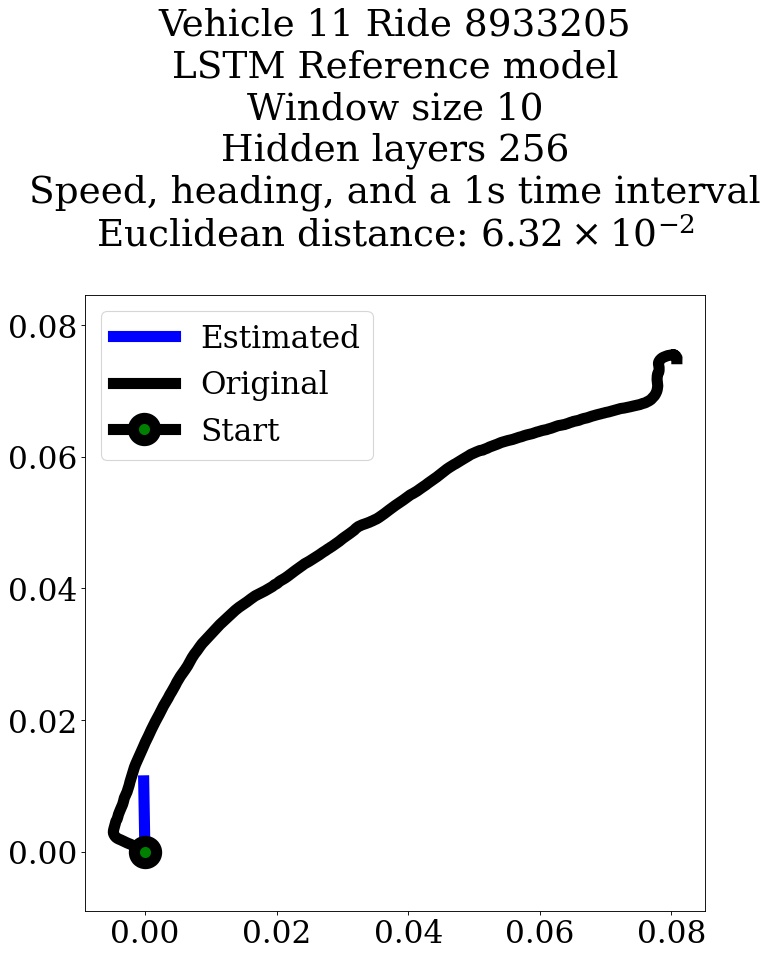 Vehicle 11 Ride 8933205
LSTM Reference model
Window size 10
Hidden layers 256
Speed, heading, and a 1s time interval
Euclidean distance: 6.32 × 10⁻²
Estimated
Original
Start
0.08
0.06
0.04
0.02
0.00
0.00 0.02 0.04 0.06 0.08